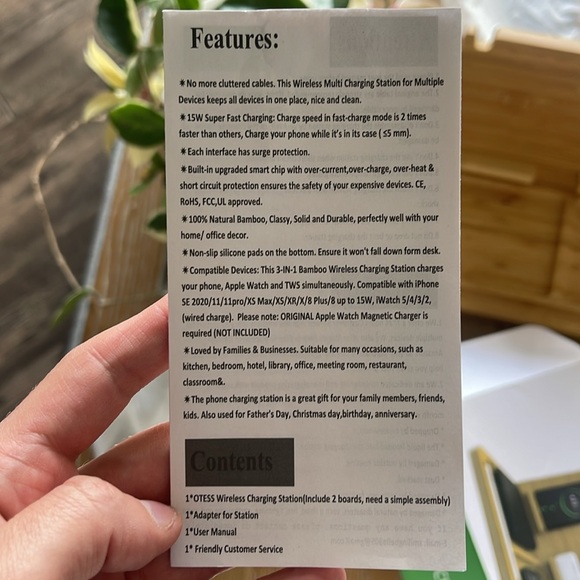 Features:
✷No more cluttered cables. This Wireless Multi Charging Station for Multiple
Devices keeps all devices in one place, nice and clean.
✷15W Super Fast Charging: Charge speed in fast-charge mode is 2 times
faster than others, Charge your phone while it's in its case ( ≤5 mm).
✷Each interface has surge protection.
✷Built-in upgraded smart chip with over-current,over-charge, over-heat &
short circuit protection ensures the safety of your expensive devices. CE,
RoHS, FCC,UL approved.
✷100% Natural Bamboo, Classy, Solid and Durable, perfectly well with your
home/ office decor.
✷Non-slip silicone pads on the bottom. Ensure it won't fall down form desk.
✷Compatible Devices: This 3-IN-1 Bamboo Wireless Charging Station charges
your phone, Apple Watch and TWS simultaneously. Compatible with iPhone
SE 2020/11/11pro/XS Max/XS/XR/X/8 Plus/8 up to 15W, iWatch 5/4/3/2,
(wired charge). Please note: ORIGINAL Apple Watch Magnetic Charger is
required (NOT INCLUDED)
✷Loved by Families & Businesses. Suitable for many occasions, such as
kitchen, bedroom, hotel, library, office, meeting room, restaurant,
classroom&.
✷The phone charging station is a great gift for your family members, friends,
kids. Also used for Father's Day, Christmas day,birthday, anniversary.
Contents
1*OTESS Wireless Charging Station(Include 2 boards, need a simple assembly)
1*Adapter for Station
1*User Manual
1* Friendly Customer Service